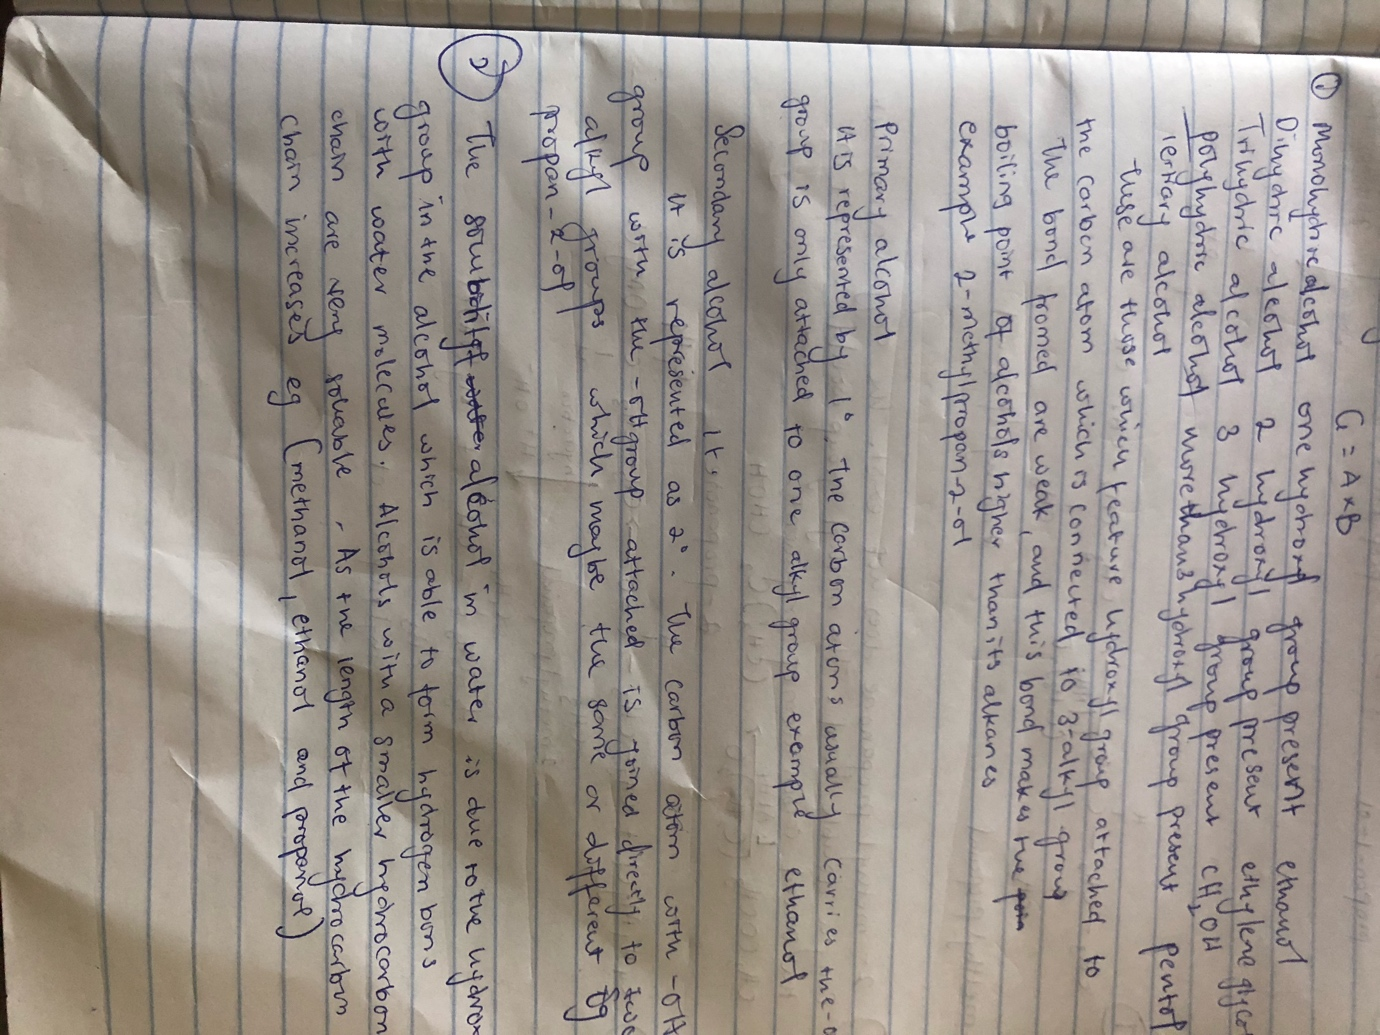 G = A x B
① Monohydric alcohol one hydroxyl group present ethanol
Dihydric alcohol 2 hydroxyl group present ethylene glyco
Trihydric alcohol 3 hydroxyl group present CH2OH
polyhydric alcohol more than 3 hydroxyl group present pentol
Tertiary alcohol
These are those which feature hydroxyl group attached to
the carbon atom which is connected to 3-alkyl group
The bond fromed are weak, and this bond makes the
boiling point of alcohols higher than its alkanes
example 2-methylpropan-2-ol
Primary alcohol
It is represented by 1°. The carbon atoms usually carries the-o
group is only attached to one alkyl group example ethanol
Secondary alcohol It.
It is represented as 2°. The carbon atom with -OH
group with the -OHgroup attached is joined directly to two
alkyl groups which maybe the same or different eg
propan-2-ol
② The solubility of water alcohol in water is due to the hydrox
group in the alcohol which is able to form hydrogen bons
with water molecules. Alcohols with a smaller hydrocarbon
chain are very soluable - As the length of the hydrocarbon
chain increases eg (methanol, ethanol and propanol)